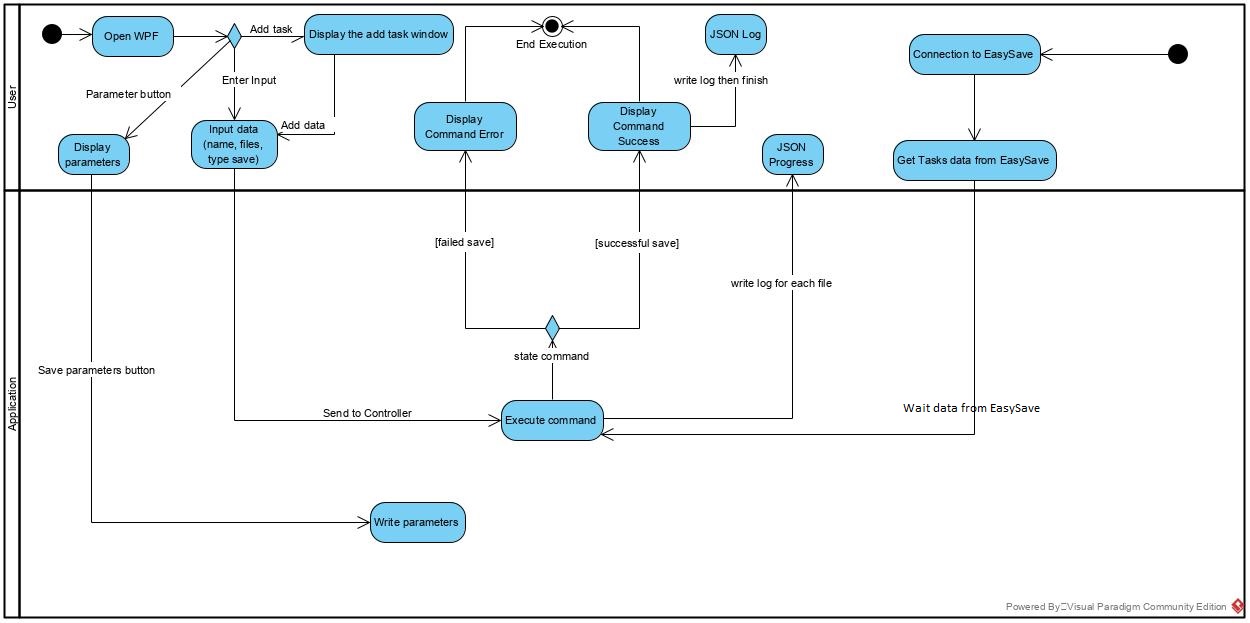 User
Open WPF
Add task
Display the add task window
Enter Input
Parameter button
Add data
Display
parameters
Input data
(name, files,
type save)
End Execution
Display
Command Error
Display
Command
Success
JSON Log
write log then finish
JSON
Progress
Connection to EasySave
Get Tasks data from EasySave
Application
[failed save]
[successful save]
write log for each file
state command
Save parameters button
Send to Controller
Execute command
Wait data from EasySave
Write parameters
Powered By Visual Paradigm Community Edition